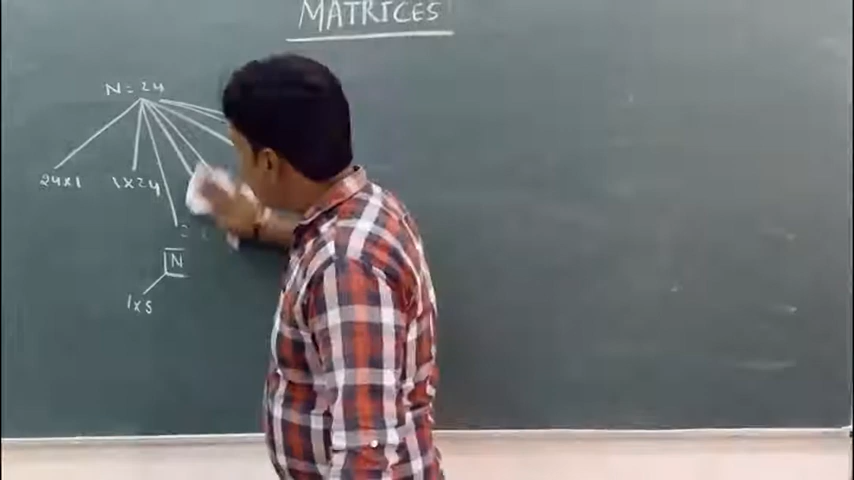 MATRICES
N = 24
24x1 1x24
N
1x5